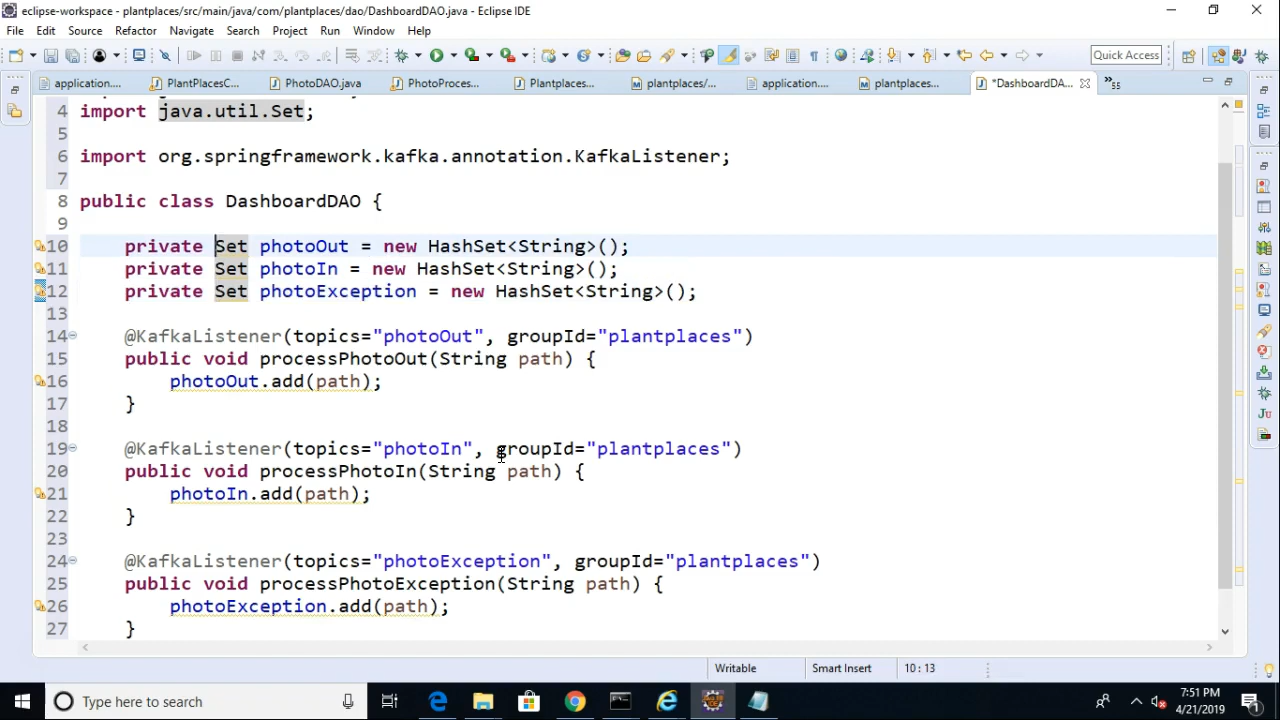 eclipse-workspace - plantplaces/src/main/java/com/plantplaces/dao/DashboardDAO.java - Eclipse IDE
File Edit Source Refactor Navigate Search Project Run Window Help
Quick Access
application.... PlantPlacesC... PhotoDAO.java PhotoProces... Plantplaces... plantplaces/... application.... plantplaces... *DashboardDA... »55
4 import java.util.Set;
5
6 import org.springframework.kafka.annotation.KafkaListener;
7
8 public class DashboardDAO {
9
10 private Set photoOut = new HashSet<String>();
11 private Set photoIn = new HashSet<String>();
12 private Set photoException = new HashSet<String>();
13
14 @KafkaListener(topics="photoOut", groupId="plantplaces")
15 public void processPhotoOut(String path) {
16 photoOut.add(path);
17 }
18
19 @KafkaListener(topics="photoIn", groupId="plantplaces")
20 public void processPhotoIn(String path) {
21 photoIn.add(path);
22 }
23
24 @KafkaListener(topics="photoException", groupId="plantplaces")
25 public void processPhotoException(String path) {
26 photoException.add(path);
27 }
Writable Smart Insert 10 : 13
Type here to search
7:51 PM
4/21/2019